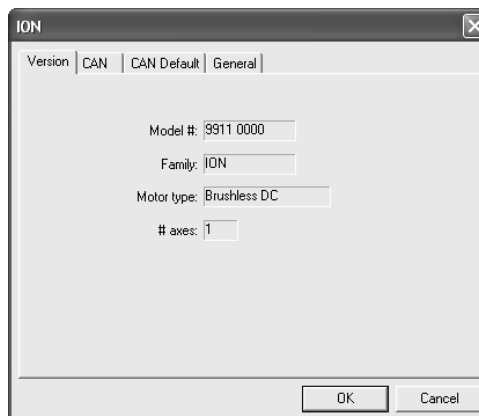 ION
Version CAN CAN Default General
Model #: 9911 0000
Family: ION
Motor type: Brushless DC
# axes: 1
OK Cancel